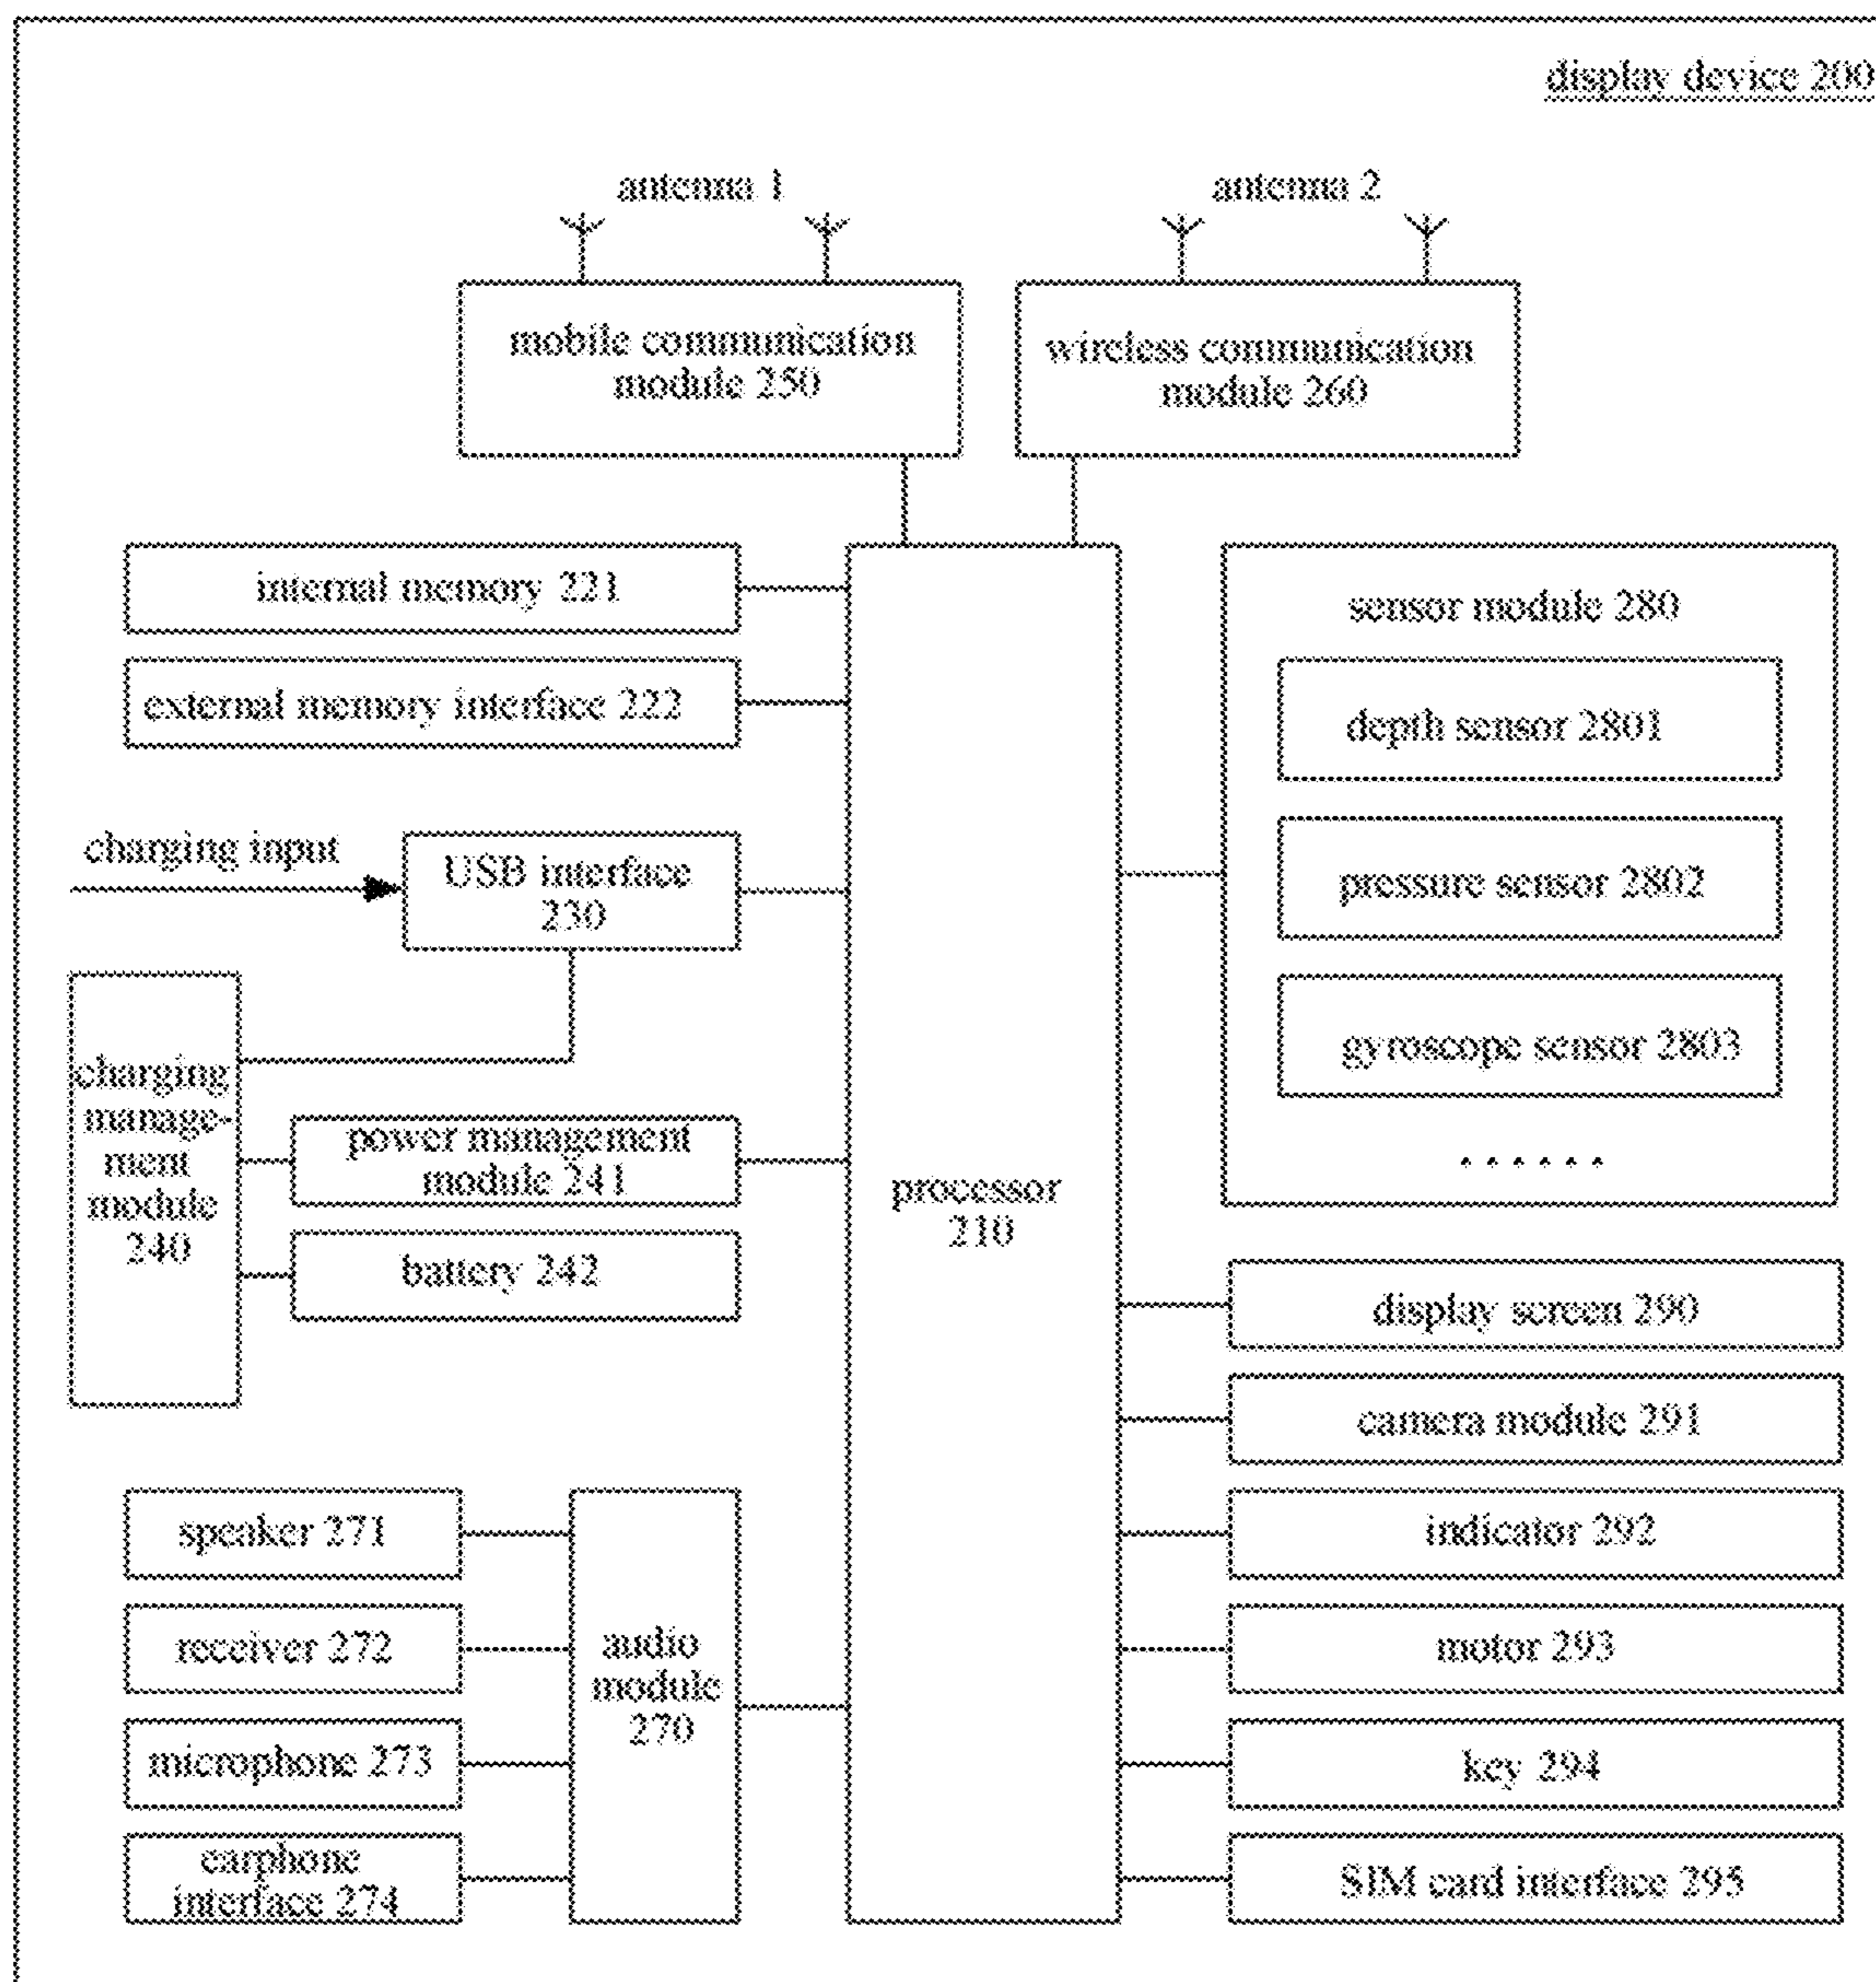 display device 200
antenna 1
antenna 2
mobile communication
module 250
wireless communication
module 260
internal memory 221
external memory interface 222
charging input
USB interface
230
charging
manage-
ment
module
240
power management
module 241
battery 242
speaker 271
receiver 272
microphone 273
earphone
interface 274
audio
module
270
processor
210
sensor module 280
depth sensor 2801
pressure sensor 2802
gyroscope sensor 2803
......
display screen 290
camera module 291
indicator 292
motor 293
key 294
SIM card interface 295